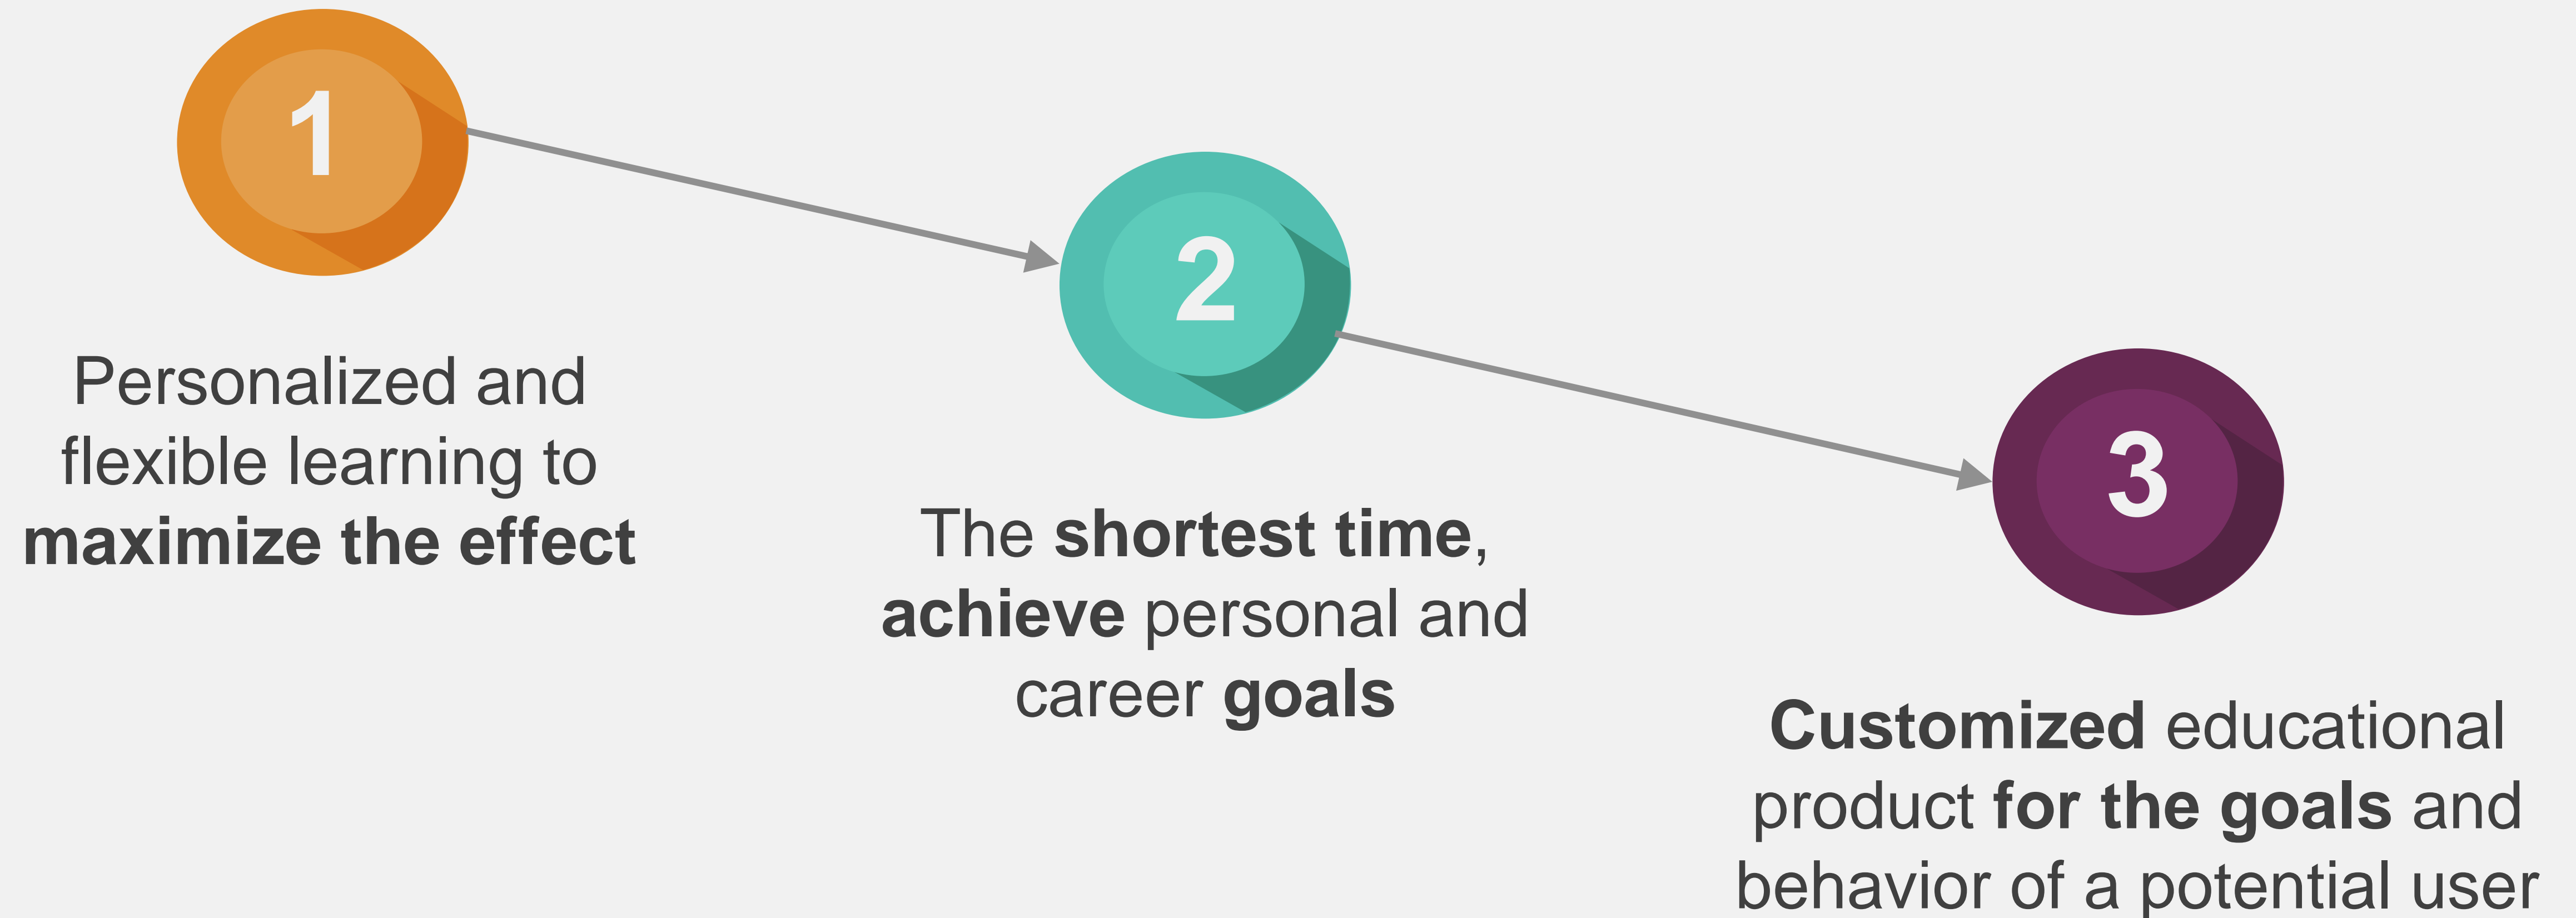 1
Personalized and
flexible learning to
maximize the effect
2
The shortest time,
achieve personal and
career goals
3
Customized educational
product for the goals and
behavior of a potential user